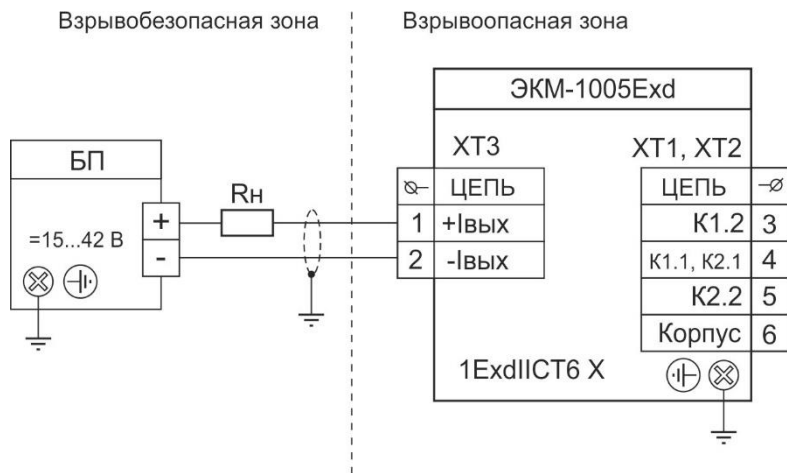 Взрывобезопасная зона
Взрывоопасная зона
БП
=15...42 В
+
-
Rн
ЭКМ-1005Exd
ХТ3
ЦЕПЬ
1 +Iвых
2 -Iвых
ХТ1, ХТ2
ЦЕПЬ
К1.2 3
К1.1, К2.1 4
К2.2 5
Корпус 6
1ExdIICT6 X